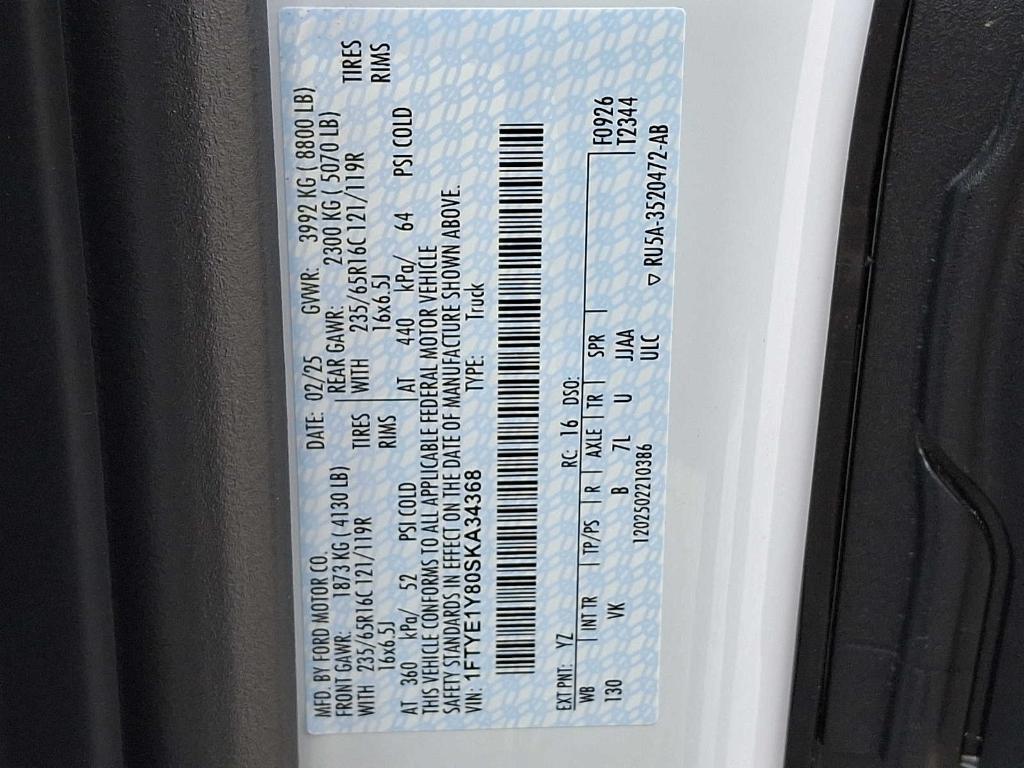 MFD. BY FORD MOTOR CO. DATE: 02/25 GVWR: 3992 KG ( 8800 LB)
FRONT GAWR: 1873 KG ( 4130 LB) REAR GAWR: 2300 KG ( 5070 LB)
WITH 235/65R16C 121/119R TIRES WITH 235/65R16C 121/119R TIRES
16x6.5J RIMS 16x6.5J RIMS
AT 360 kPa/ 52 PSI COLD AT 440 kPa/ 64 PSI COLD
THIS VEHICLE CONFORMS TO ALL APPLICABLE FEDERAL MOTOR VEHICLE
SAFETY STANDARDS IN EFFECT ON THE DATE OF MANUFACTURE SHOWN ABOVE.
VIN: 1FTYE1Y80SKA34368 TYPE: Truck
EXT PNT: YZ RC: 16 DSO:
WB | INT TR | TP/PS | R | AXLE | TR | SPR | F0926
130 VK B 7L U JJAA T2344
1202502210386 ULC
▽ RU5A-3520472-AB